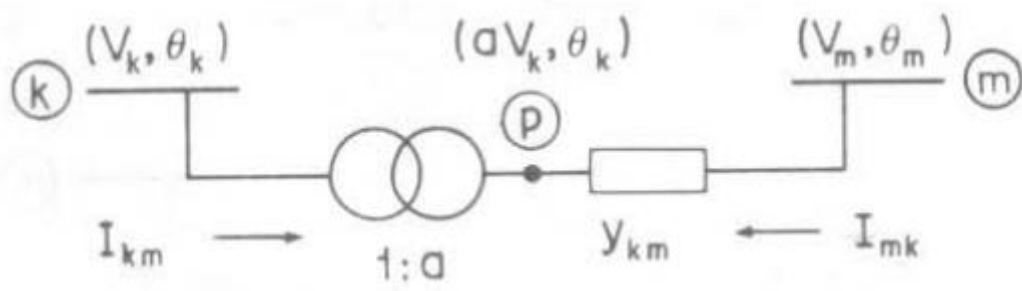 (V_k, θ_k) (aV_k, θ_k) (V_m, θ_m)
k p m
I_km 1:a y_km I_mk